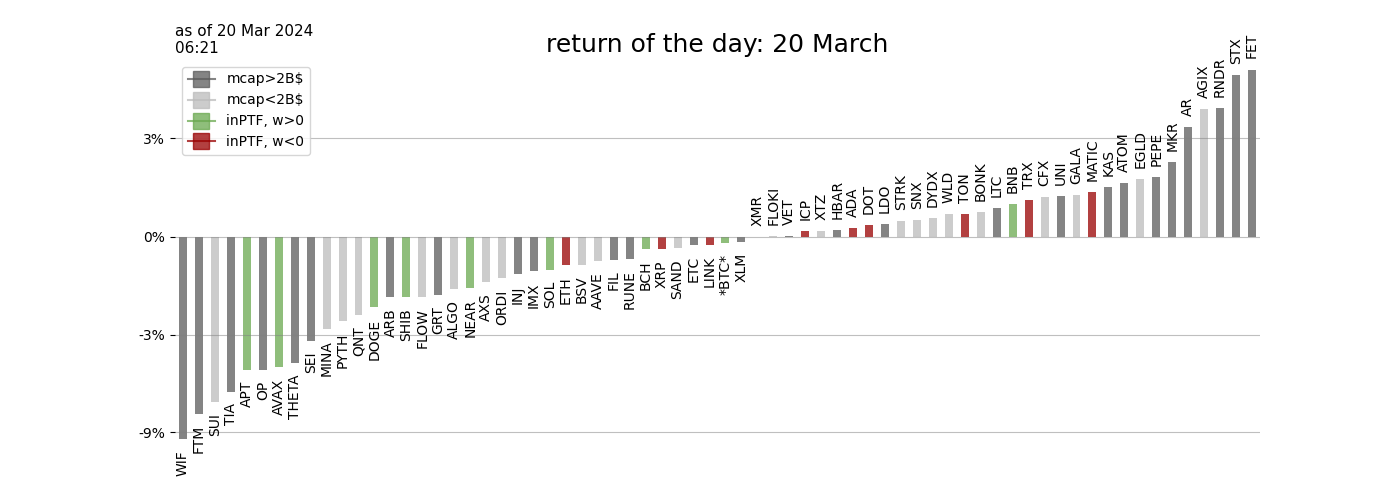 as of 20 Mar 2024
06:21
return of the day: 20 March
mcap>2B$
mcap<2B$
inPTF, w>0
inPTF, w<0
3%
0%
-3%
-9%
WIF
FTM
SUI
TIA
APT
OP
AVAX
THETA
SEI
MINA
PYTH
QNT
DOGE
ARB
SHIB
FLOW
GRT
ALGO
NEAR
AXS
ORDI
INJ
IMX
SOL
ETH
BSV
AAVE
FIL
RUNE
BCH
XRP
SAND
ETC
LINK
*BTC*
XLM
XMR
FLOKI
VET
ICP
XTZ
HBAR
ADA
DOT
LDO
STRK
SNX
DYDX
WLD
TON
BONK
LTC
BNB
TRX
CFX
UNI
GALA
MATIC
KAS
ATOM
EGLD
PEPE
MKR
AR
AGIX
RNDR
STX
FET